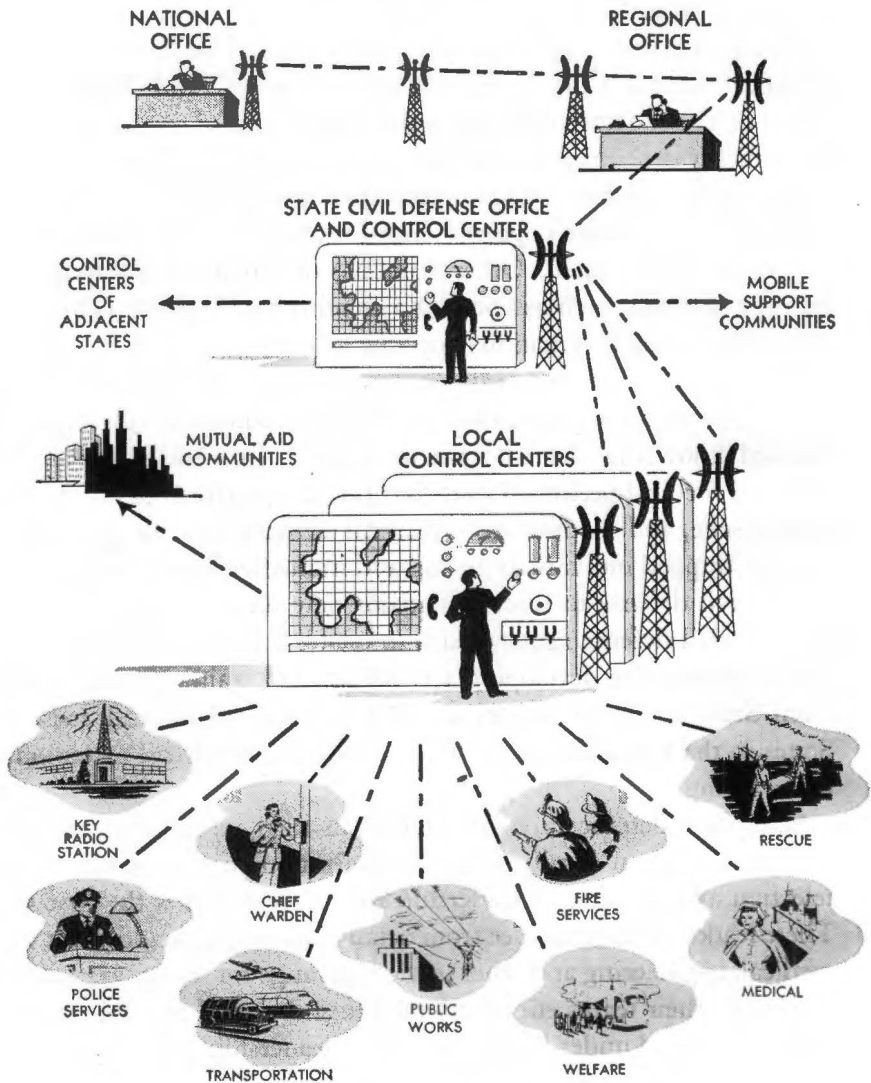 NATIONAL
OFFICE
REGIONAL
OFFICE
STATE CIVIL DEFENSE OFFICE
AND CONTROL CENTER
CONTROL
CENTERS
OF
ADJACENT
STATES
MOBILE
SUPPORT
COMMUNITIES
MUTUAL AID
COMMUNITIES
LOCAL
CONTROL CENTERS
KEY
RADIO
STATION
CHIEF
WARDEN
FIRE
SERVICES
RESCUE
POLICE
SERVICES
TRANSPORTATION
PUBLIC
WORKS
WELFARE
MEDICAL